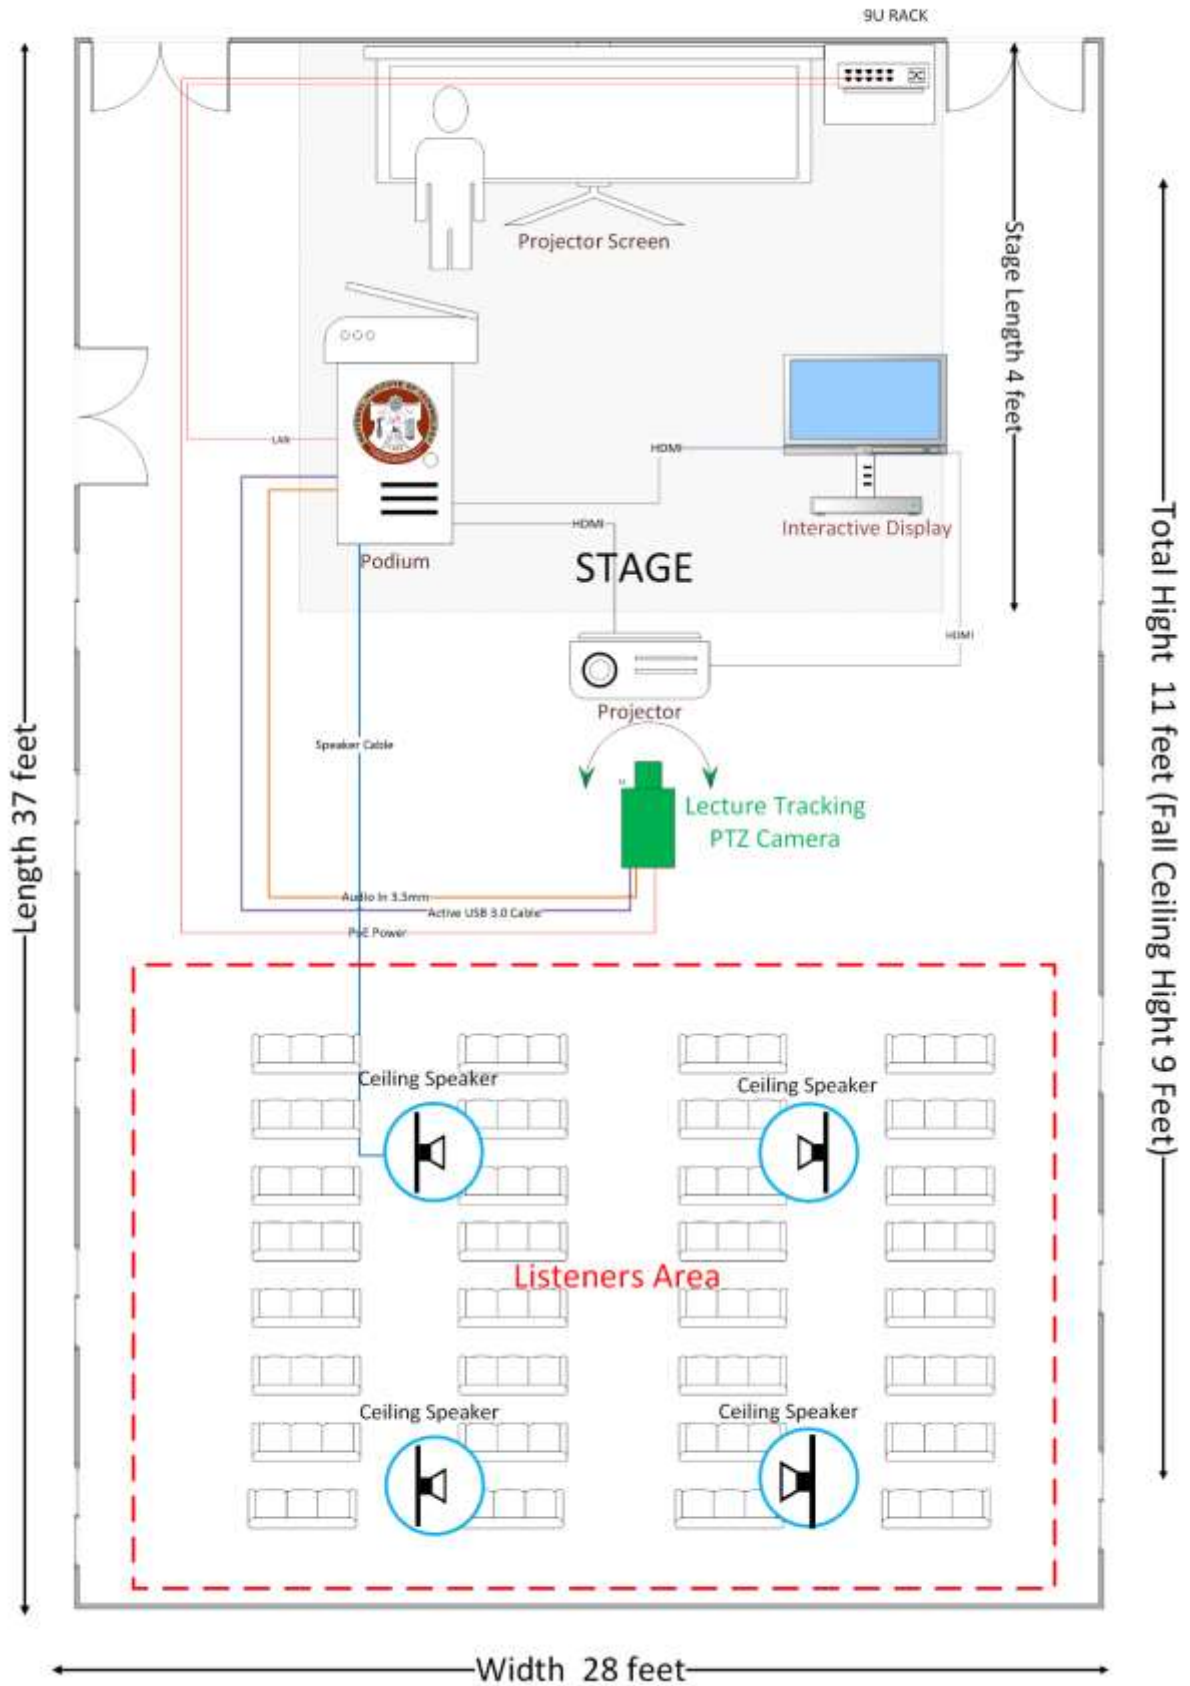 9U RACK
Projector Screen
Stage Length 4 feet
LAN
HDMI
HDMI
Interactive Display
Podium
STAGE
HDMI
Projector
Speaker Cable
Lecture Tracking
PTZ Camera
Audio In 3.3mm
Active USB 3.0 Cable
PoE Power
Length 37 feet
Total Hight 11 feet (Fall Ceiling Hight 9 Feet)
Ceiling Speaker
Ceiling Speaker
Listeners Area
Ceiling Speaker
Ceiling Speaker
Width 28 feet